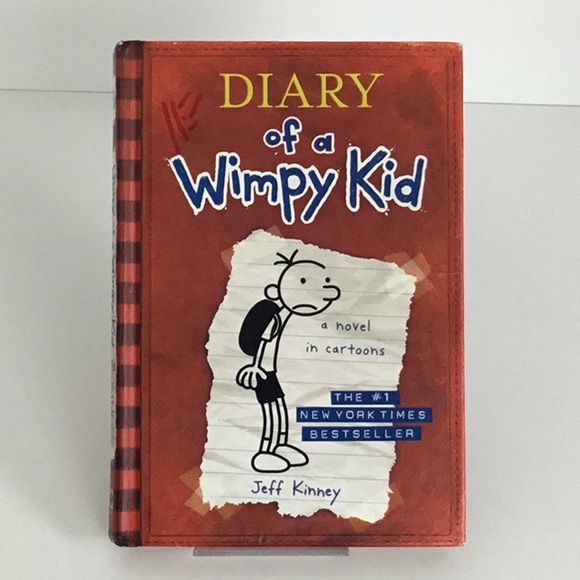 DIARY
of a
Wimpy Kid
a novel
in cartoons
THE #1
NEW YORK TIMES
BESTSELLER
Jeff Kinney